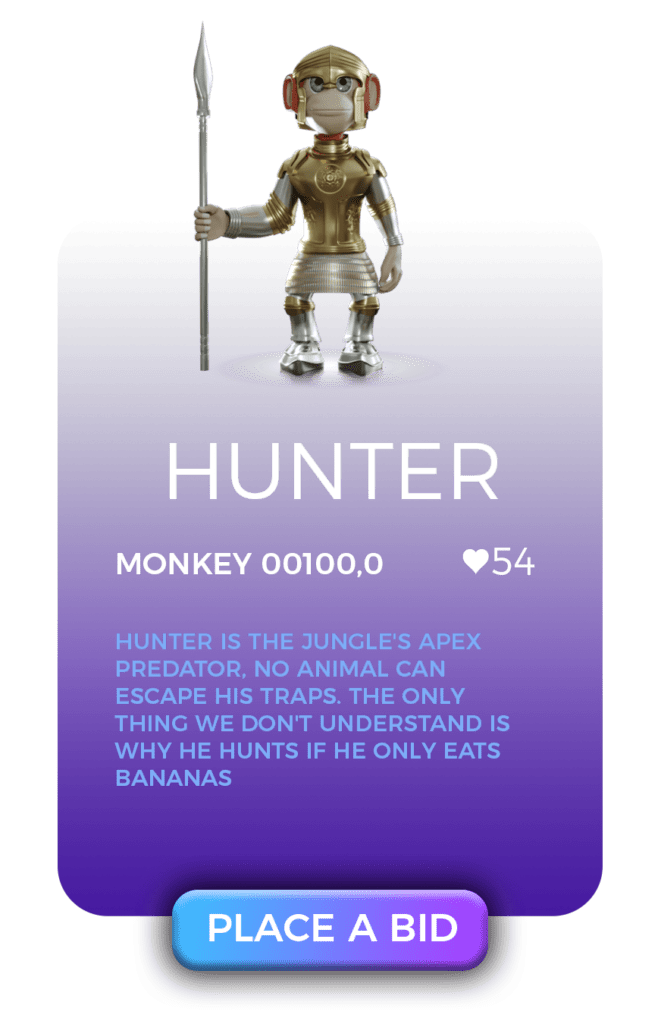 HUNTER
MONKEY 00100,0
54
HUNTER IS THE JUNGLE'S APEX
PREDATOR, NO ANIMAL CAN
ESCAPE HIS TRAPS. THE ONLY
THING WE DON'T UNDERSTAND IS
WHY HE HUNTS IF HE ONLY EATS
BANANAS
PLACE A BID